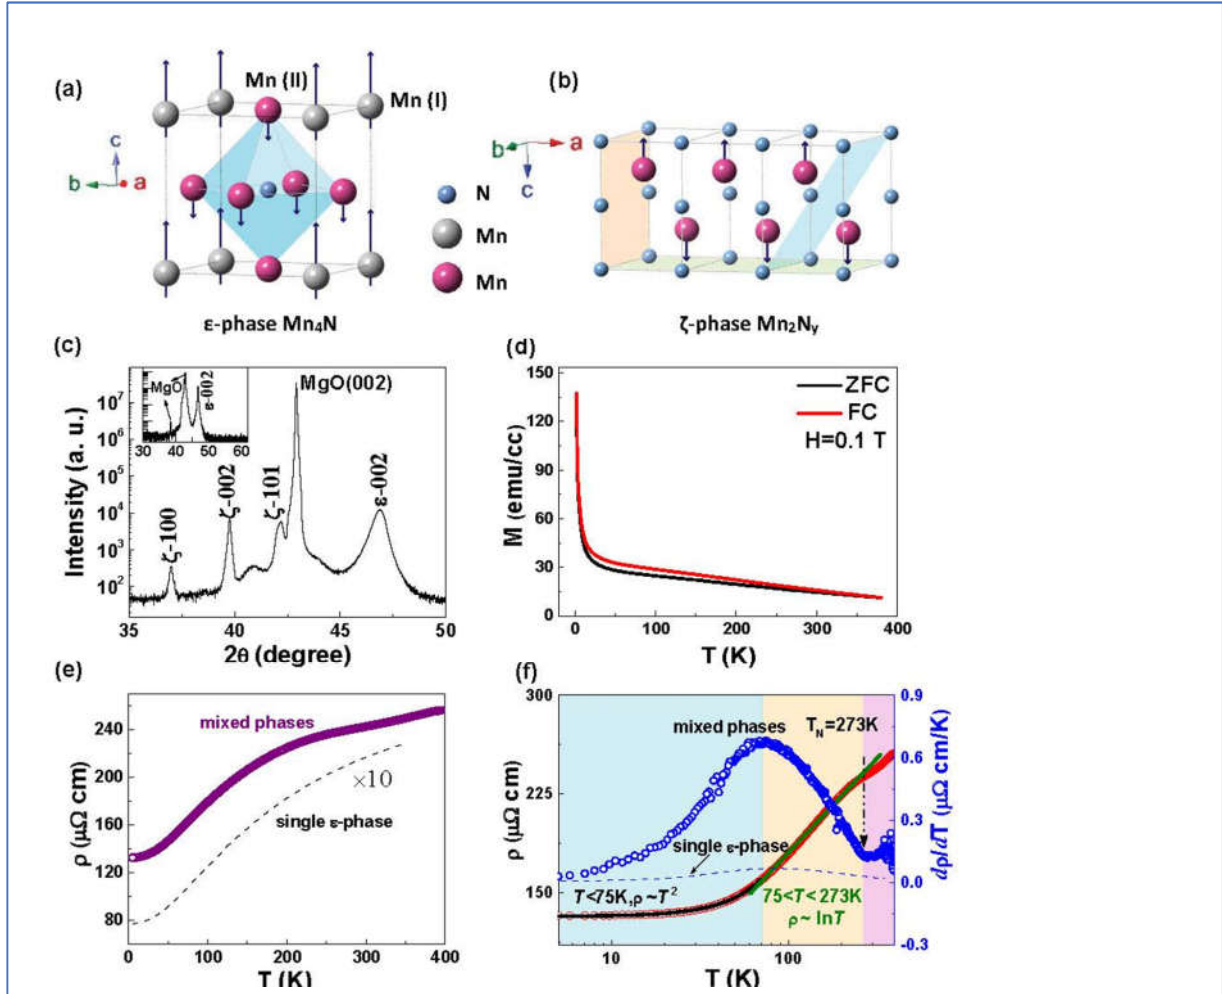 (a)
Mn (II)
Mn (I)
c
b
a
ε-phase Mn₄N
N
Mn
Mn
(b)
b
a
c
ζ-phase Mn₂Nᵧ
(c)
Intensity (a. u.)
10⁷
10⁶
10⁵
10⁴
10³
10²
MgO
ε-002
30 40 50 60
ζ-100
ζ-002
ζ-101
MgO(002)
ε-002
35 40 45 50
2θ (degree)
(d)
M (emu/cc)
150
120
90
60
30
0
ZFC
FC
H=0.1 T
0 100 200 300 400
T (K)
(e)
ρ (μΩ cm)
240
200
160
120
80
mixed phases
×10
single ε-phase
0 100 200 300 400
T (K)
(f)
ρ (μΩ cm)
300
225
150
mixed phases
T_N=273K
single ε-phase
T<75K,ρ~T²
75<T<273K
ρ~ lnT
0.9
0.6
0.3
0.0
-0.3
dρ/dT (μΩ cm/K)
10 100
T (K)